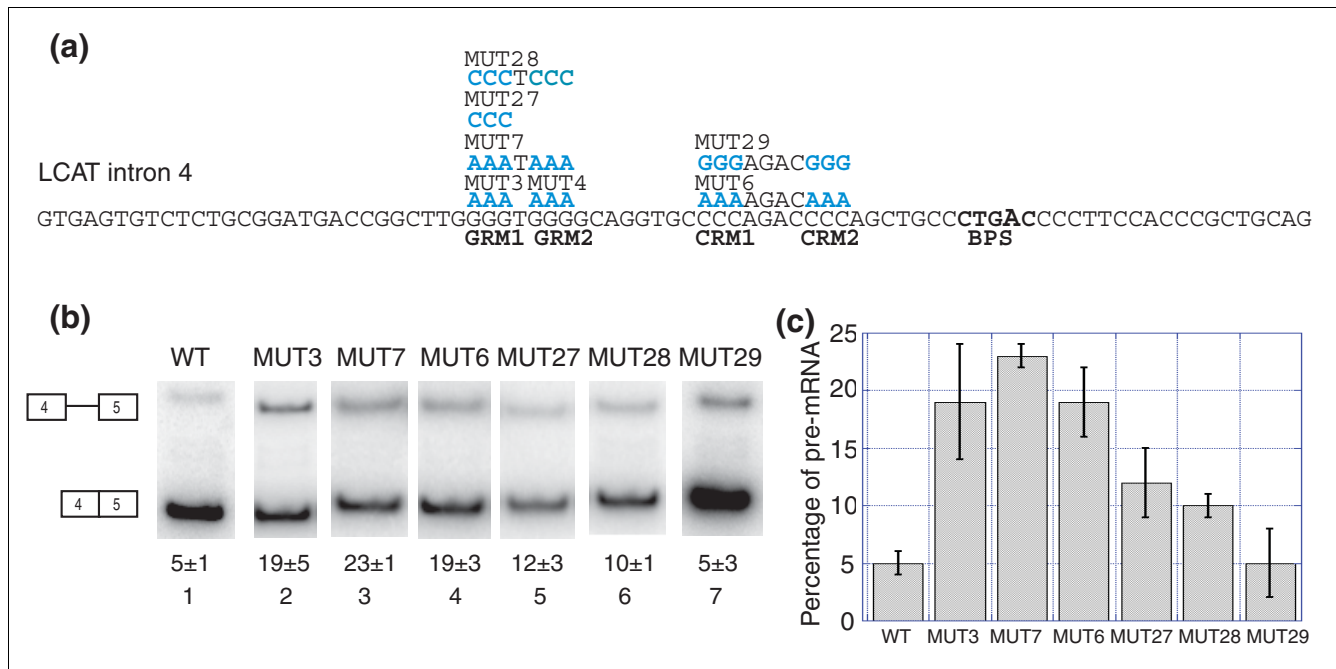 (a)
MUT28
CCCTCCC
MUT27
CCC
MUT7 MUT29
LCAT intron 4 AAATAAA GGGAGACGGG
MUT3 MUT4 MUT6
AAA AAA AAAAGACAAA
GTGAGTGTCTCTGCGGATGACCGGCTTGGGGTGGGGCAGGTGCCCCAGACCCCCAGCTGCCCTGACCCCTTCCACCCGCTGCAG
GRM1 GRM2 CRM1 CRM2 BPS
(b)
WT MUT3 MUT7 MUT6 MUT27 MUT28 MUT29
4 5
4 5
5±1 19±5 23±1 19±3 12±3 10±1 5±3
1 2 3 4 5 6 7
(c)
Percentage of pre-mRNA
25
20
15
10
5
0
WT MUT3 MUT7 MUT6 MUT27 MUT28 MUT29